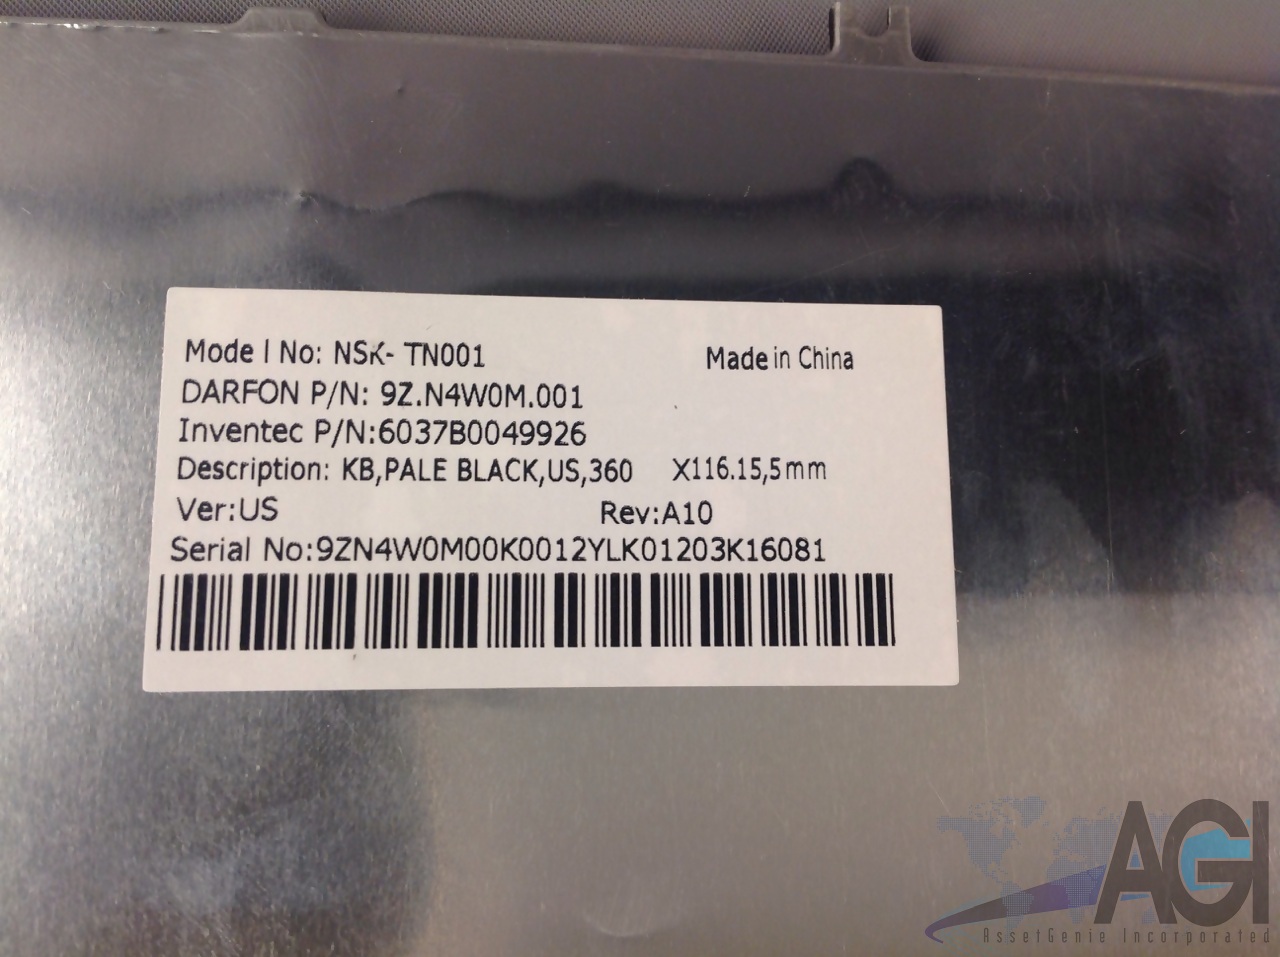 Mode l No: NSK- TN001 Made in China
DARFON P/N: 9Z.N4W0M.001
Inventec P/N:6037B0049926
Description: KB,PALE BLACK,US,360 X116.15,5mm
Ver:US Rev:A10
Serial No:9ZN4W0M00K0012YLK01203K16081
AGI
AssetGenie Incorporated